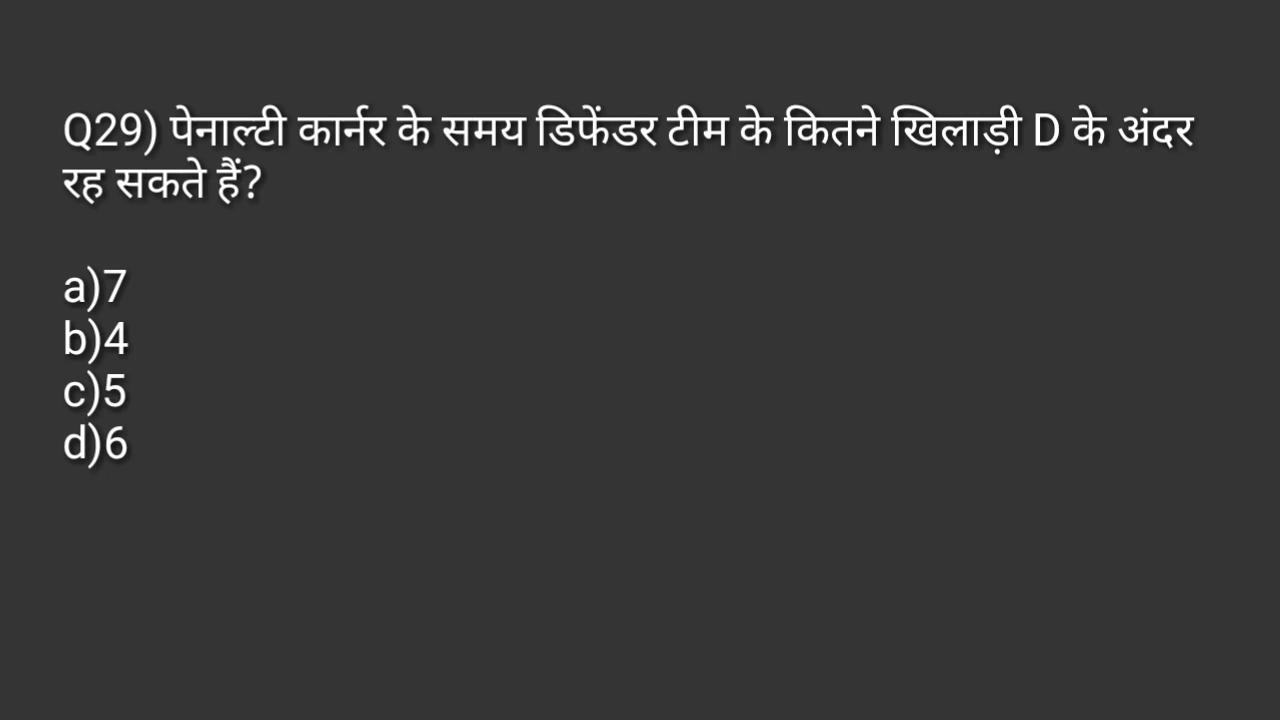 Q29) पेनाल्टी कार्नर के समय डिफेंडर टीम के कितने खिलाड़ी D के अंदर
रह सकते हैं?
a)7
b)4
c)5
d)6